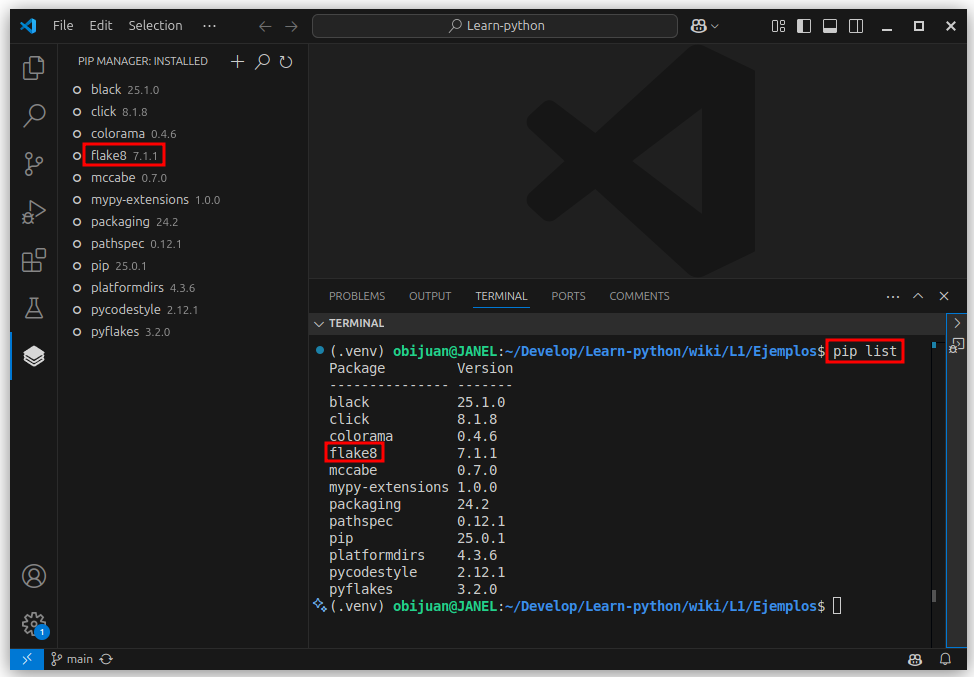 File Edit Selection ··· Learn-python
PIP MANAGER: INSTALLED
black 25.1.0
click 8.1.8
colorama 0.4.6
flake8 7.1.1
mccabe 0.7.0
mypy-extensions 1.0.0
packaging 24.2
pathspec 0.12.1
pip 25.0.1
platformdirs 4.3.6
pycodestyle 2.12.1
pyflakes 3.2.0
PROBLEMS OUTPUT TERMINAL PORTS COMMENTS ···
TERMINAL
(.venv) obijuan@JANEL:~/Develop/Learn-python/wiki/L1/Ejemplos$ pip list
Package Version
--------------- -------
black 25.1.0
click 8.1.8
colorama 0.4.6
flake8 7.1.1
mccabe 0.7.0
mypy-extensions 1.0.0
packaging 24.2
pathspec 0.12.1
pip 25.0.1
platformdirs 4.3.6
pycodestyle 2.12.1
pyflakes 3.2.0
(.venv) obijuan@JANEL:~/Develop/Learn-python/wiki/L1/Ejemplos$
1
main